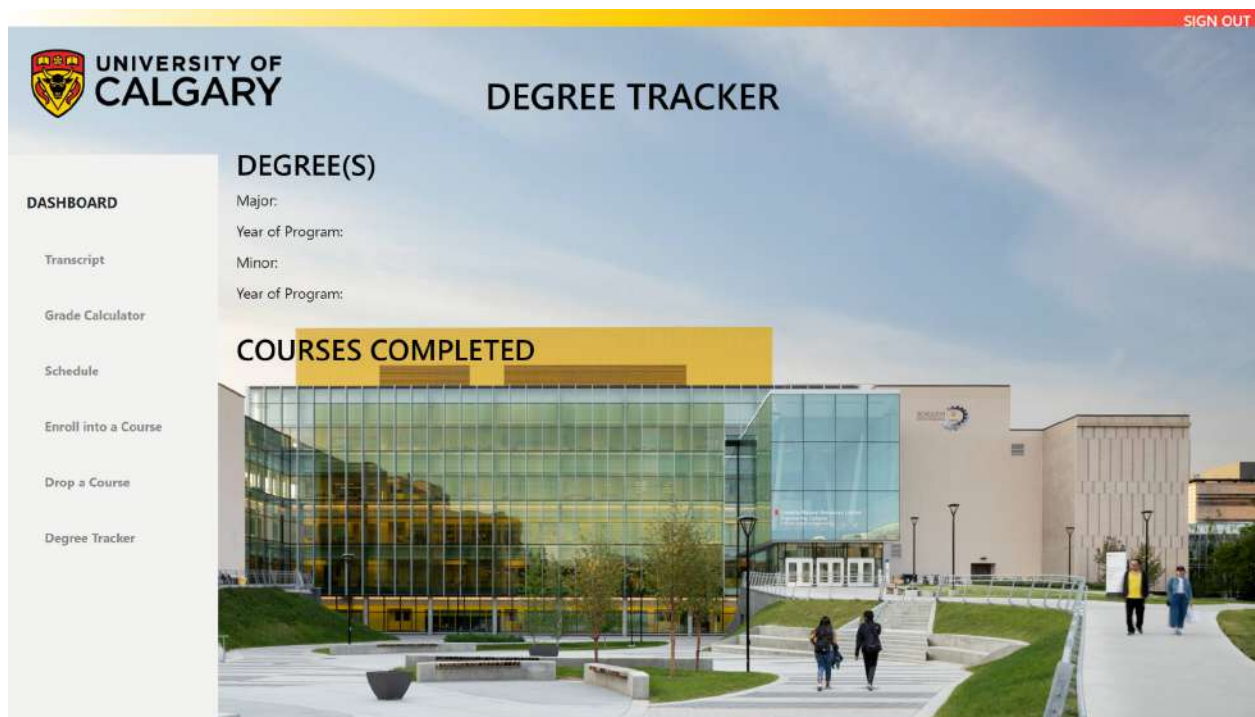 SIGN OUT
UNIVERSITY OF
CALGARY
DEGREE TRACKER
DASHBOARD
Transcript
Grade Calculator
Schedule
Enroll into a Course
Drop a Course
Degree Tracker
DEGREE(S)
Major:
Year of Program:
Minor:
Year of Program:
COURSES COMPLETED